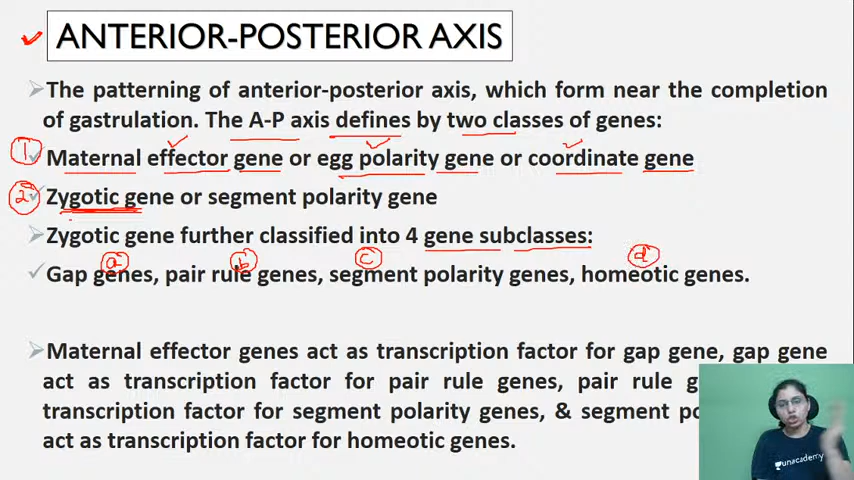 ANTERIOR-POSTERIOR AXIS
The patterning of anterior-posterior axis, which form near the completion
of gastrulation. The A-P axis defines by two classes of genes:
1 Maternal effector gene or egg polarity gene or coordinate gene
2 Zygotic gene or segment polarity gene
Zygotic gene further classified into 4 gene subclasses:
a b c d
Gap genes, pair rule genes, segment polarity genes, homeotic genes.
Maternal effector genes act as transcription factor for gap gene, gap gene
act as transcription factor for pair rule genes, pair rule
transcription factor for segment polarity genes, & segment
act as transcription factor for homeotic genes.
unacademy